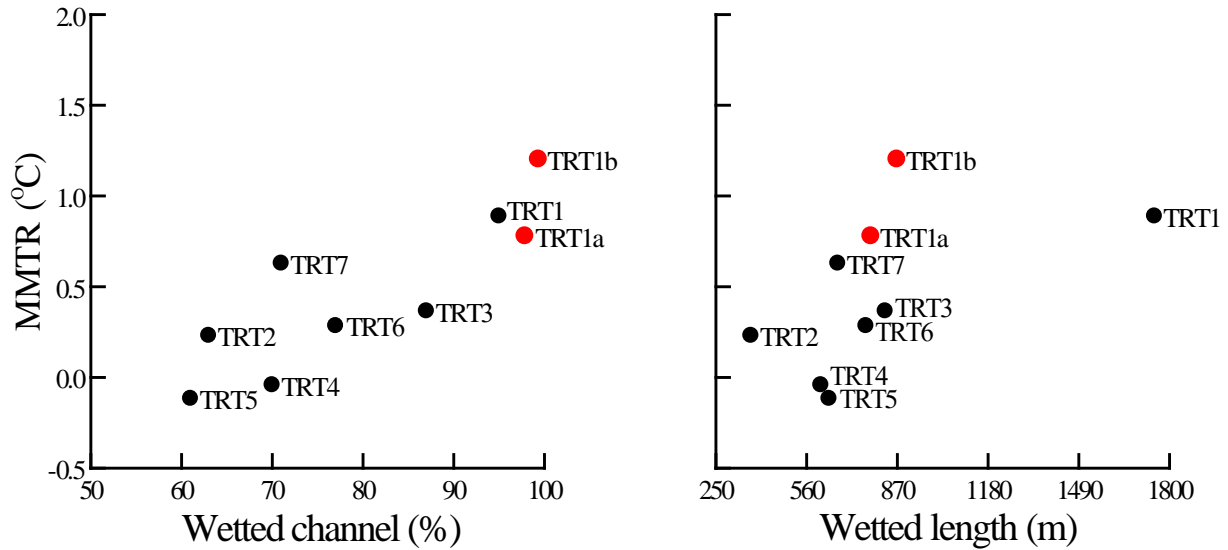 MMTR (°C)
2.0
1.5
1.0
0.5
0.0
-0.5
TRT1b
TRT1
TRT1a
TRT7
TRT3
TRT6
TRT2
TRT4
TRT5
50 60 70 80 90 100
Wetted channel (%)
TRT1b
TRT1
TRT1a
TRT7
TRT3
TRT6
TRT2
TRT4
TRT5
250 560 870 1180 1490 1800
Wetted length (m)